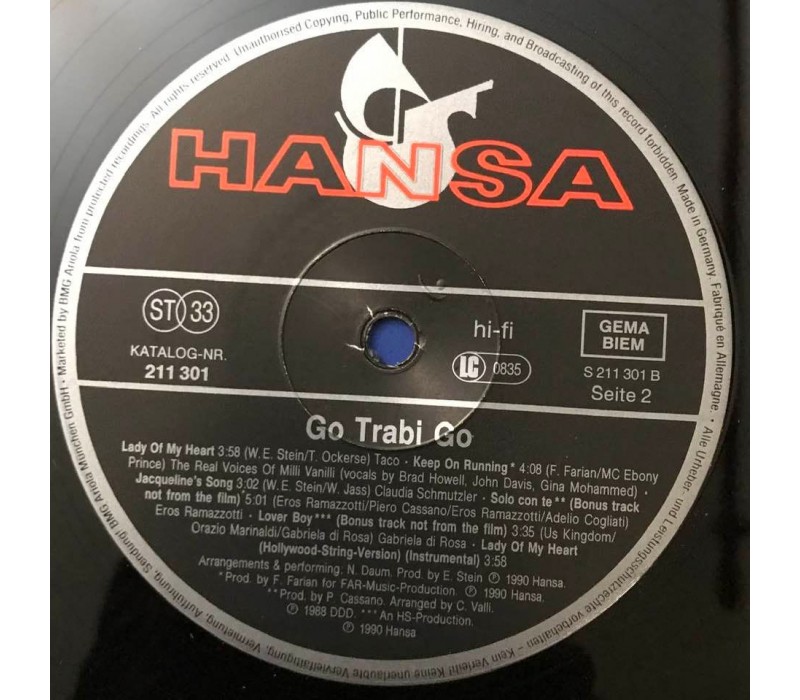 All rights reserved. Unauthorised Copying, Public Performance, Hiring, and Broadcasting of this record forbidden. Made in Germany. Fabriqué en Allemagne. • Alle Urheber- und Leistungsschutzrechte vorbehalten – Kein Verleih! Keine unerlaubte Vervielfältigung, Vermietung, Aufführung, Sendung! BMG Ariola München GmbH • Marketed by BMG Ariola from protected recordings.
HANSA
ST 33
KATALOG-NR.
211 301
hi-fi
LC 0835
GEMA
BIEM
S 211 301 B
Seite 2
Go Trabi Go
Lady Of My Heart 3:58 (W.E. Stein/T. Ockerse) Taco · Keep On Running* 4:08 (F. Farian/MC Ebony
Prince) The Real Voices Of Milli Vanilli (vocals by Brad Howell, John Davis, Gina Mohammed) ·
Jacqueline's Song 3:02 (W.E. Stein/W. Jass) Claudia Schmutzler · Solo con te** (Bonus track
not from the film) 5:01 (Eros Ramazzotti/Piero Cassano/Eros Ramazzotti/Adelio Cogliati)
Eros Ramazzotti · Lover Boy*** (Bonus track not from the film) 3:35 (Us Kingdom/
Orazio Marinaldi/Gabriela di Rosa) Gabriela di Rosa · Lady Of My Heart
(Hollywood-String-Version) (Instrumental) 3:58
Arrangements & performing: N. Daum. Prod. by E. Stein ℗ 1990 Hansa.
*Prod. by F. Farian for FAR-Music-Production. ℗ 1990 Hansa.
**Prod. by P. Cassano. Arranged by C. Valli.
℗ 1988 DDD. ***An HS-Production.
℗ 1990 Hansa